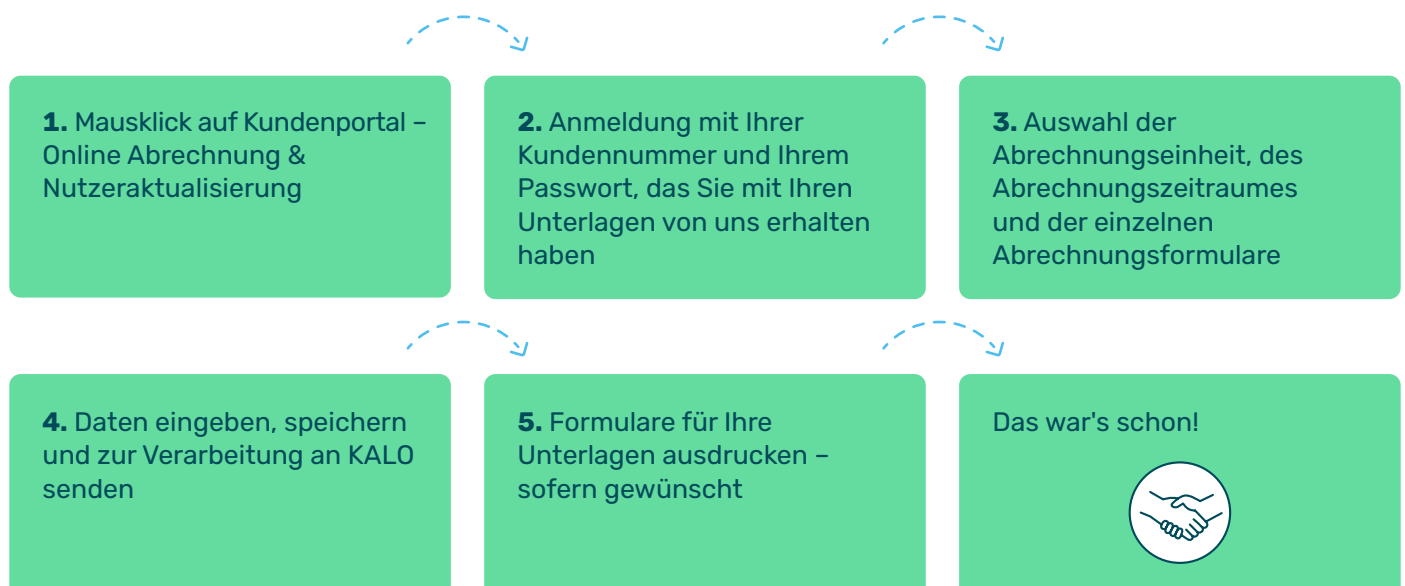 1. Mausklick auf Kundenportal –
Online Abrechnung &
Nutzeraktualisierung
2. Anmeldung mit Ihrer
Kundennummer und Ihrem
Passwort, das Sie mit Ihren
Unterlagen von uns erhalten
haben
3. Auswahl der
Abrechnungseinheit, des
Abrechnungszeitraumes
und der einzelnen
Abrechnungsformulare
4. Daten eingeben, speichern
und zur Verarbeitung an KALO
senden
5. Formulare für Ihre
Unterlagen ausdrucken –
sofern gewünscht
Das war's schon!